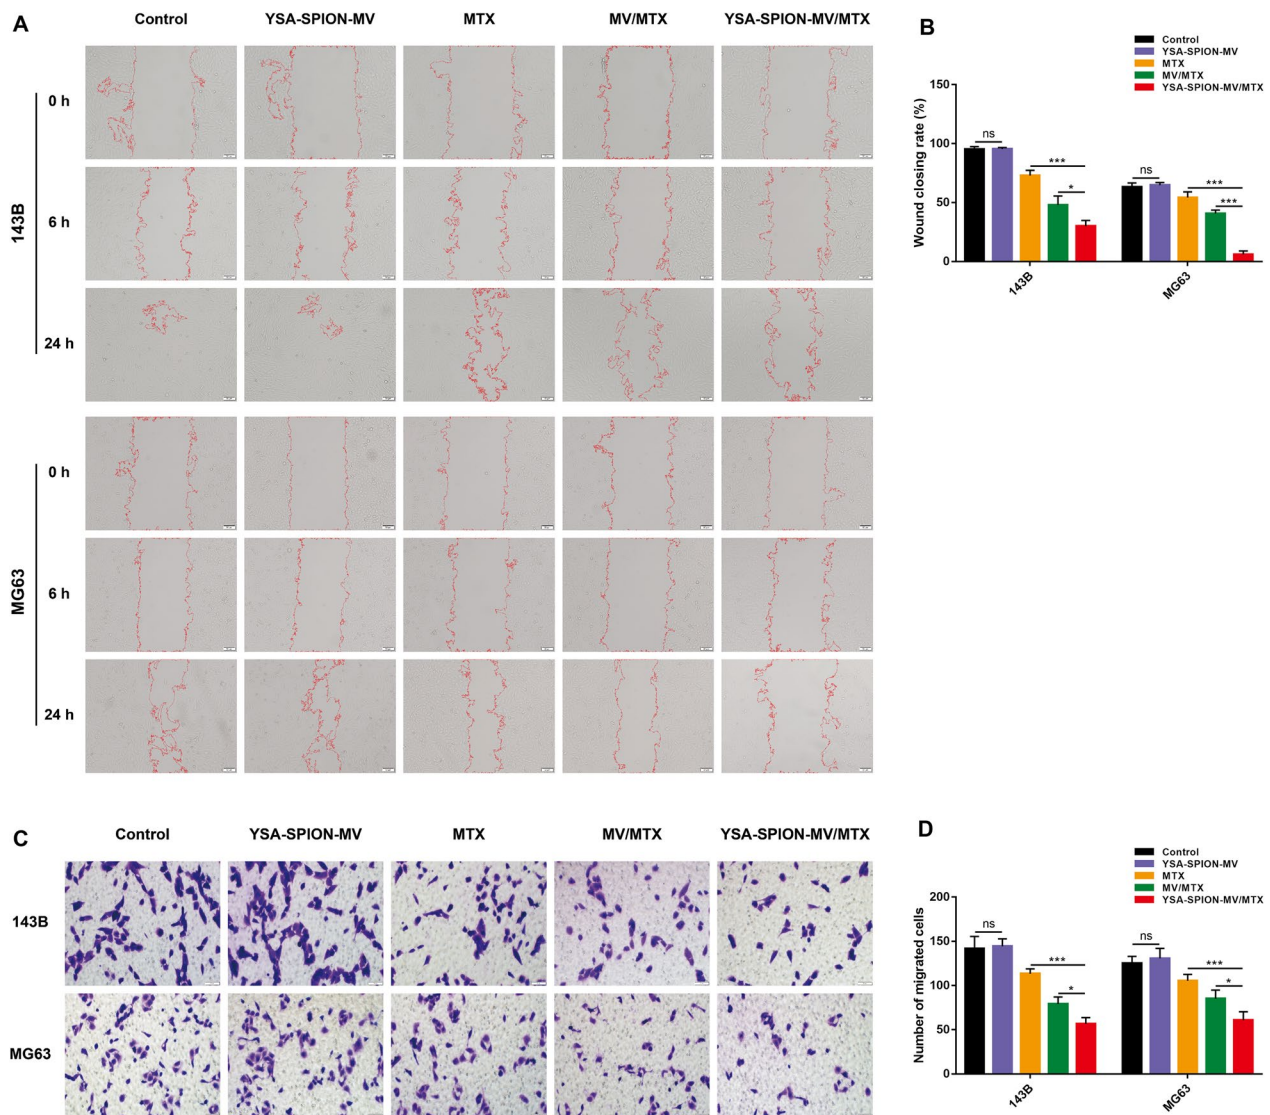 A
Control YSA-SPION-MV MTX MV/MTX YSA-SPION-MV/MTX
143B
0 h
6 h
24 h
MG63
0 h
6 h
24 h
B
Control
YSA-SPION-MV
MTX
MV/MTX
YSA-SPION-MV/MTX
Wound closing rate (%)
150
100
50
0
ns
***
*
ns
***
***
143B
MG63
C
Control YSA-SPION-MV MTX MV/MTX YSA-SPION-MV/MTX
143B
MG63
D
Control
YSA-SPION-MV
MTX
MV/MTX
YSA-SPION-MV/MTX
Number of migrated cells
200
150
100
50
0
ns
***
*
ns
***
*
143B
MG63